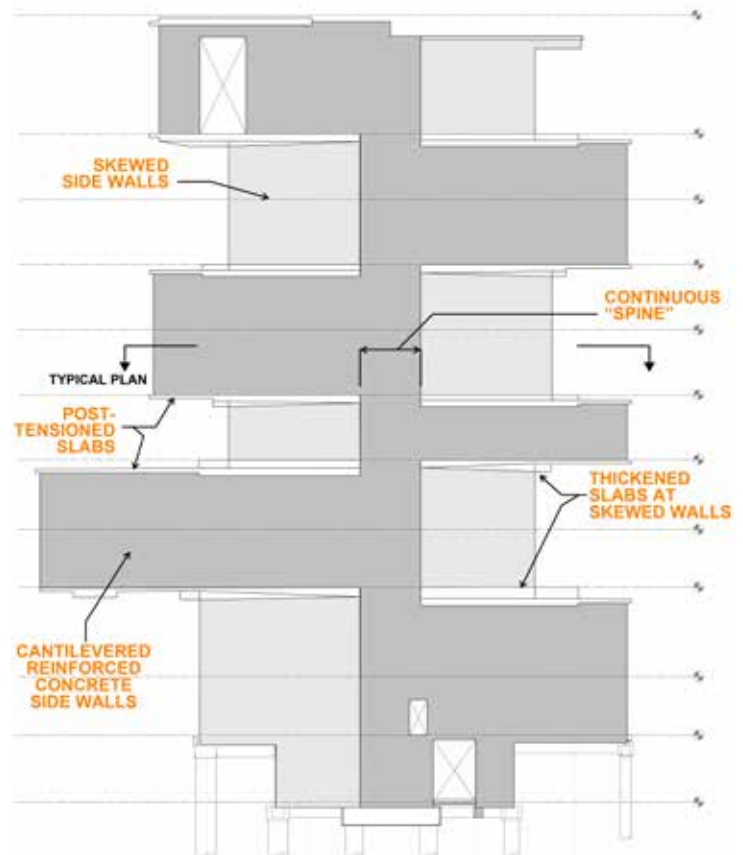 SKEWED
SIDE WALLS
CONTINUOUS
"SPINE"
TYPICAL PLAN
POST-
TENSIONED
SLABS
THICKENED
SLABS AT
SKEWED WALLS
CANTILEVERED
REINFORCED
CONCRETE
SIDE WALLS